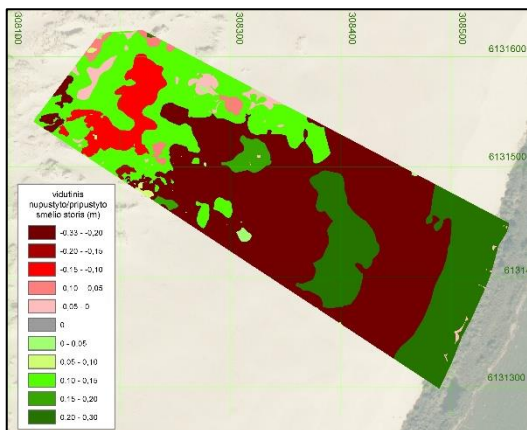 308100
308300
308400
308500
6131600
6131500
6131300
vidutinis
nupustyto/pripustyto
smėlio storis (m)
-0,33 - -0,20
-0,20 - -0,15
-0,15 - -0,10
-0,10 - -0,05
-0,05 - 0
0
0 - 0,05
0,05 - 0,10
0,10 - 0,15
0,15 - 0,20
0,20 - 0,30